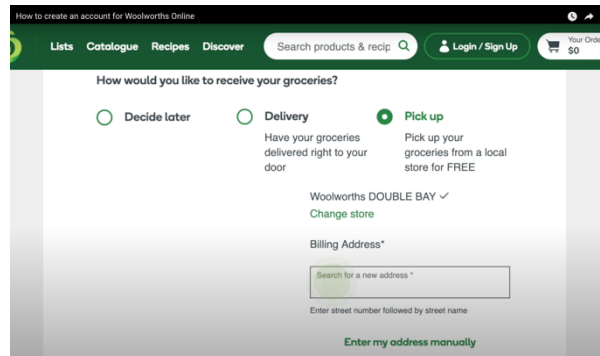 How to create an account for Woolworths Online
Lists Catalogue Recipes Discover Search products & recip Login / Sign Up Your Orde
$0
How would you like to receive your groceries?
Decide later Delivery Pick up
Have your groceries Pick up your
delivered right to your groceries from a local
door store for FREE
Woolworths DOUBLE BAY
Change store
Billing Address*
Search for a new address *
Enter street number followed by street name
Enter my address manually